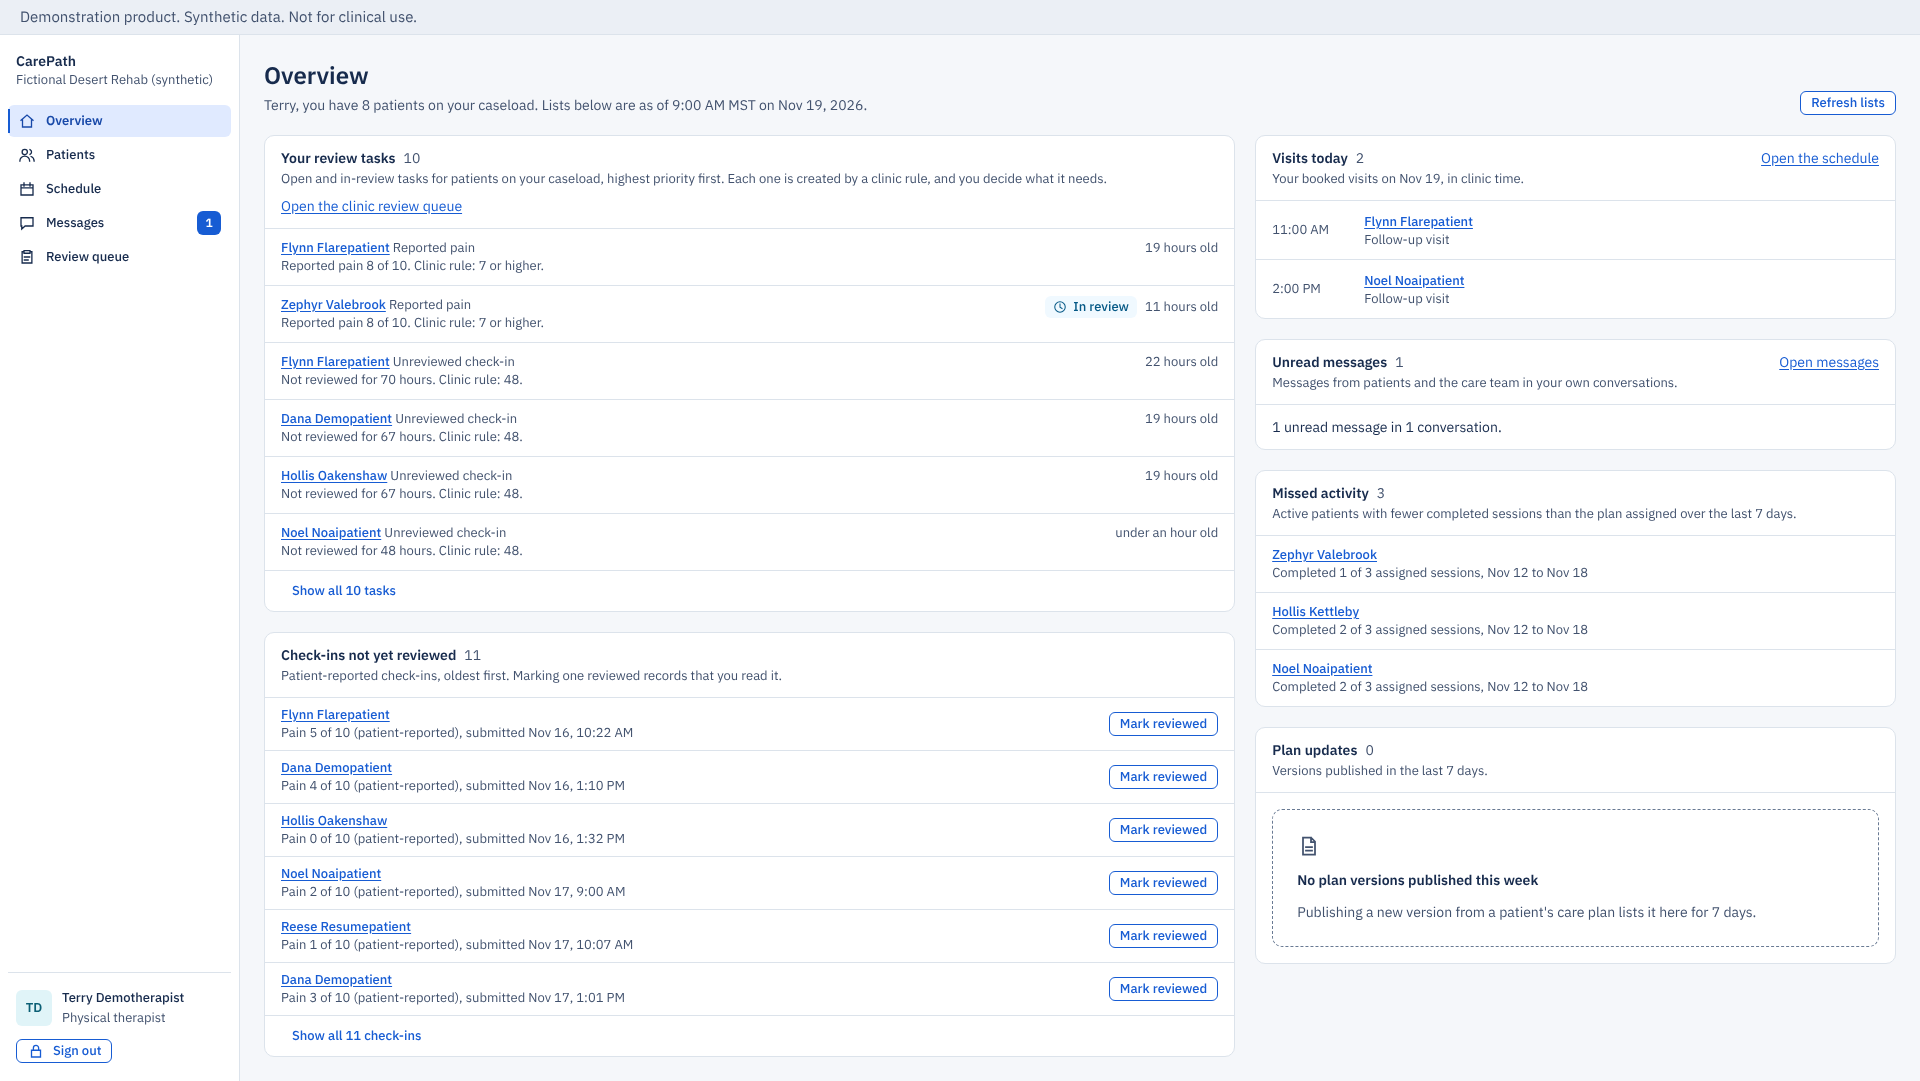 Demonstration product. Synthetic data. Not for clinical use.
CarePath
Fictional Desert Rehab (synthetic)
Overview
Patients
Schedule
Messages
1
Review queue
TD
Terry Demotherapist
Physical therapist
Sign out
Overview
Terry, you have 8 patients on your caseload. Lists below are as of 9:00 AM MST on Nov 19, 2026.
Refresh lists
Your review tasks 10
Open and in-review tasks for patients on your caseload, highest priority first. Each one is created by a clinic rule, and you decide what it needs.
Open the clinic review queue
Flynn Flarepatient Reported pain
19 hours old
Reported pain 8 of 10. Clinic rule: 7 or higher.
Zephyr Valebrook Reported pain
In review
11 hours old
Reported pain 8 of 10. Clinic rule: 7 or higher.
Flynn Flarepatient Unreviewed check-in
22 hours old
Not reviewed for 70 hours. Clinic rule: 48.
Dana Demopatient Unreviewed check-in
19 hours old
Not reviewed for 67 hours. Clinic rule: 48.
Hollis Oakenshaw Unreviewed check-in
19 hours old
Not reviewed for 67 hours. Clinic rule: 48.
Noel Noaipatient Unreviewed check-in
under an hour old
Not reviewed for 48 hours. Clinic rule: 48.
Show all 10 tasks
Check-ins not yet reviewed 11
Patient-reported check-ins, oldest first. Marking one reviewed records that you read it.
Flynn Flarepatient
Pain 5 of 10 (patient-reported), submitted Nov 16, 10:22 AM
Mark reviewed
Dana Demopatient
Pain 4 of 10 (patient-reported), submitted Nov 16, 1:10 PM
Mark reviewed
Hollis Oakenshaw
Pain 0 of 10 (patient-reported), submitted Nov 16, 1:32 PM
Mark reviewed
Noel Noaipatient
Pain 2 of 10 (patient-reported), submitted Nov 17, 9:00 AM
Mark reviewed
Reese Resumepatient
Pain 1 of 10 (patient-reported), submitted Nov 17, 10:07 AM
Mark reviewed
Dana Demopatient
Pain 3 of 10 (patient-reported), submitted Nov 17, 1:01 PM
Mark reviewed
Show all 11 check-ins
Visits today 2
Open the schedule
Your booked visits on Nov 19, in clinic time.
11:00 AM
Flynn Flarepatient
Follow-up visit
2:00 PM
Noel Noaipatient
Follow-up visit
Unread messages 1
Open messages
Messages from patients and the care team in your own conversations.
1 unread message in 1 conversation.
Missed activity 3
Active patients with fewer completed sessions than the plan assigned over the last 7 days.
Zephyr Valebrook
Completed 1 of 3 assigned sessions, Nov 12 to Nov 18
Hollis Kettleby
Completed 2 of 3 assigned sessions, Nov 12 to Nov 18
Noel Noaipatient
Completed 2 of 3 assigned sessions, Nov 12 to Nov 18
Plan updates 0
Versions published in the last 7 days.
No plan versions published this week
Publishing a new version from a patient's care plan lists it here for 7 days.